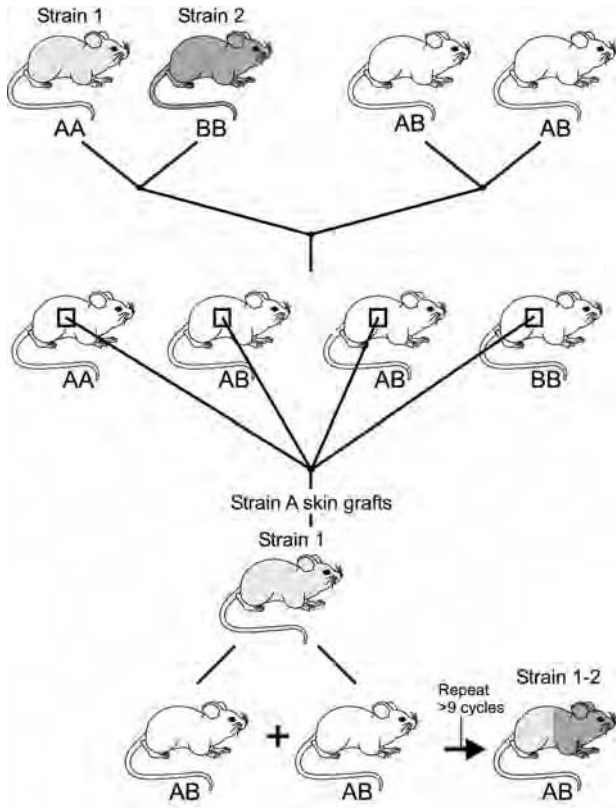 Strain 1
Strain 2
AA
BB
AB
AB
AA
AB
AB
BB
Strain A skin grafts
Strain 1
Repeat
>9 cycles
Strain 1-2
+
AB
AB
AB